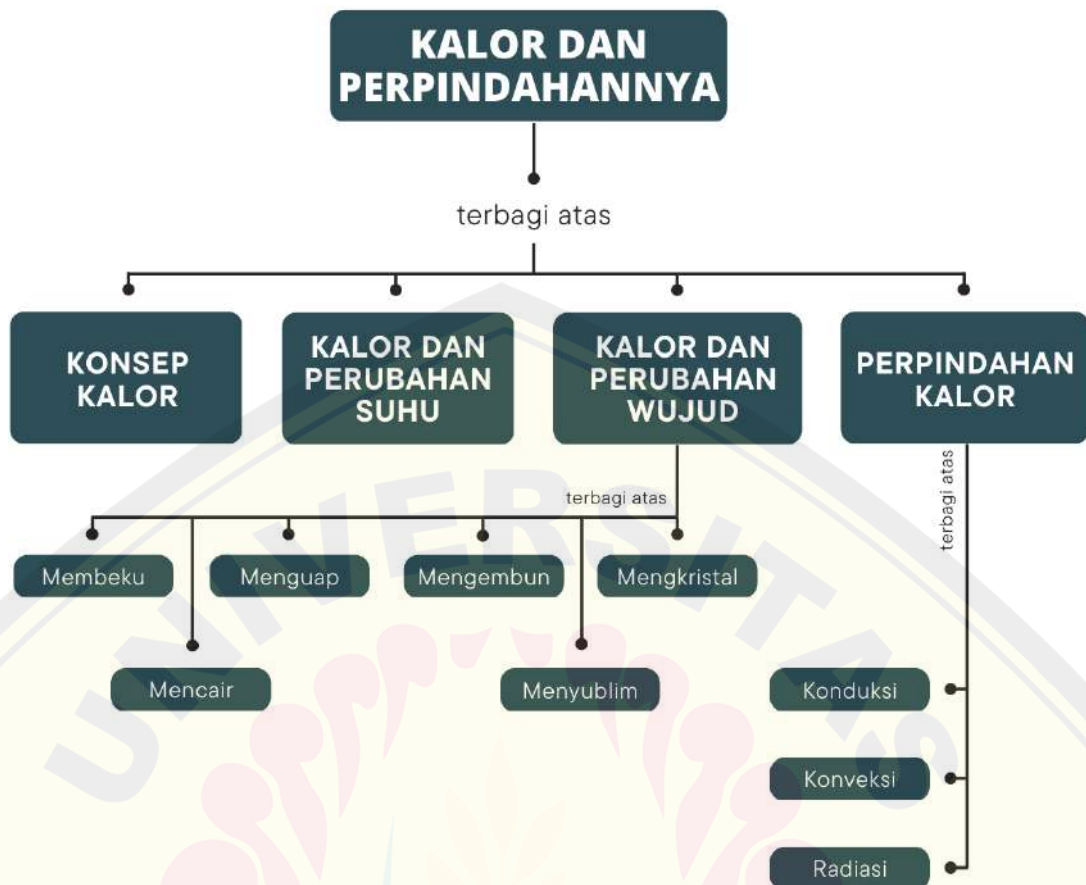 KALOR DAN
PERPINDAHANNYA
terbagi atas
KONSEP
KALOR
KALOR DAN
PERUBAHAN
SUHU
KALOR DAN
PERUBAHAN
WUJUD
PERPINDAHAN
KALOR
terbagi atas
terbagi atas
Membeku
Menguap
Mengembun
Mengkristal
Mencair
Menyublim
Konduksi
Konveksi
Radiasi
UNIVERSITAS